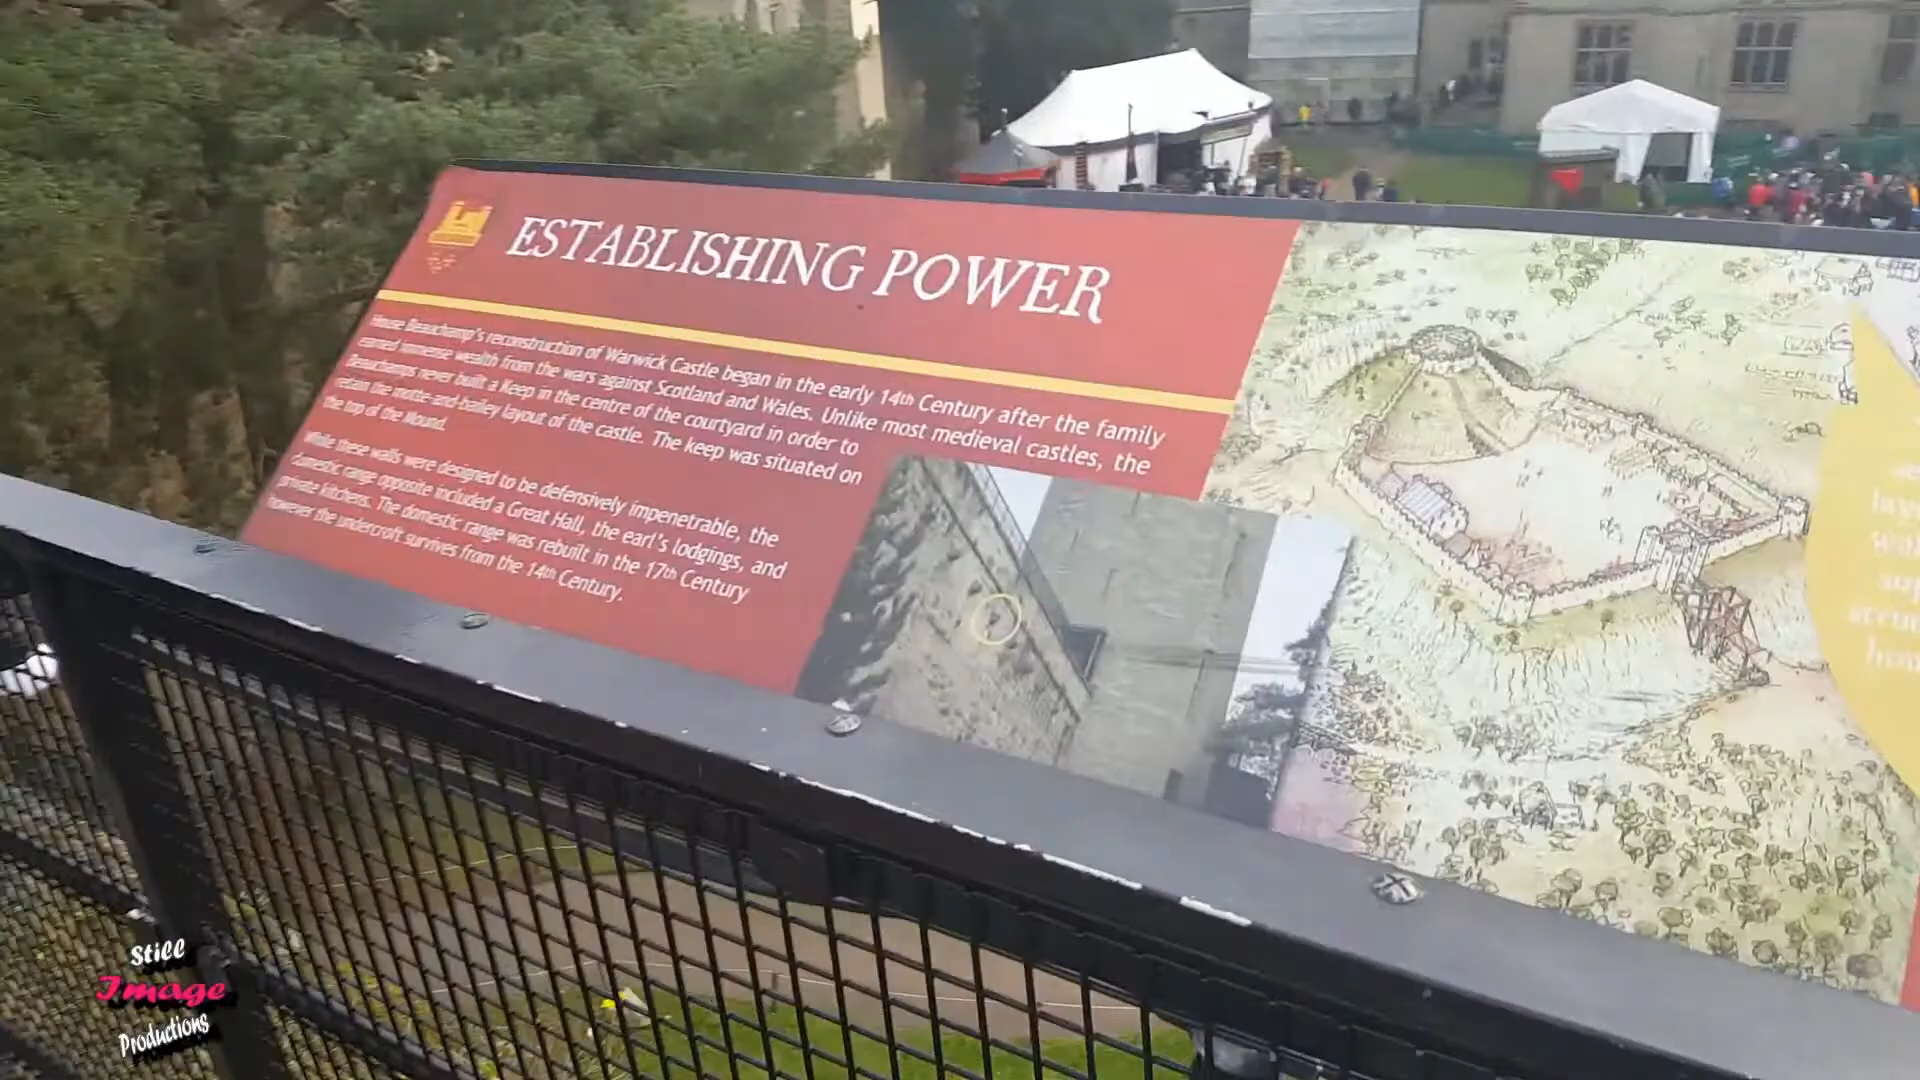 ESTABLISHING POWER
House Beauchamp's reconstruction of Warwick Castle began in the early 14th Century after the family
earned immense wealth from the wars against Scotland and Wales. Unlike most medieval castles, the
Beauchamps never built a Keep in the centre of the courtyard in order to
retain the motte-and-bailey layout of the castle. The keep was situated on
the top of the Mound.
While these walls were designed to be defensively impenetrable, the
domestic range opposite included a Great Hall, the earl's lodgings, and
private kitchens. The domestic range was rebuilt in the 17th Century
however the undercroft survives from the 14th Century.
Still
Image
Productions